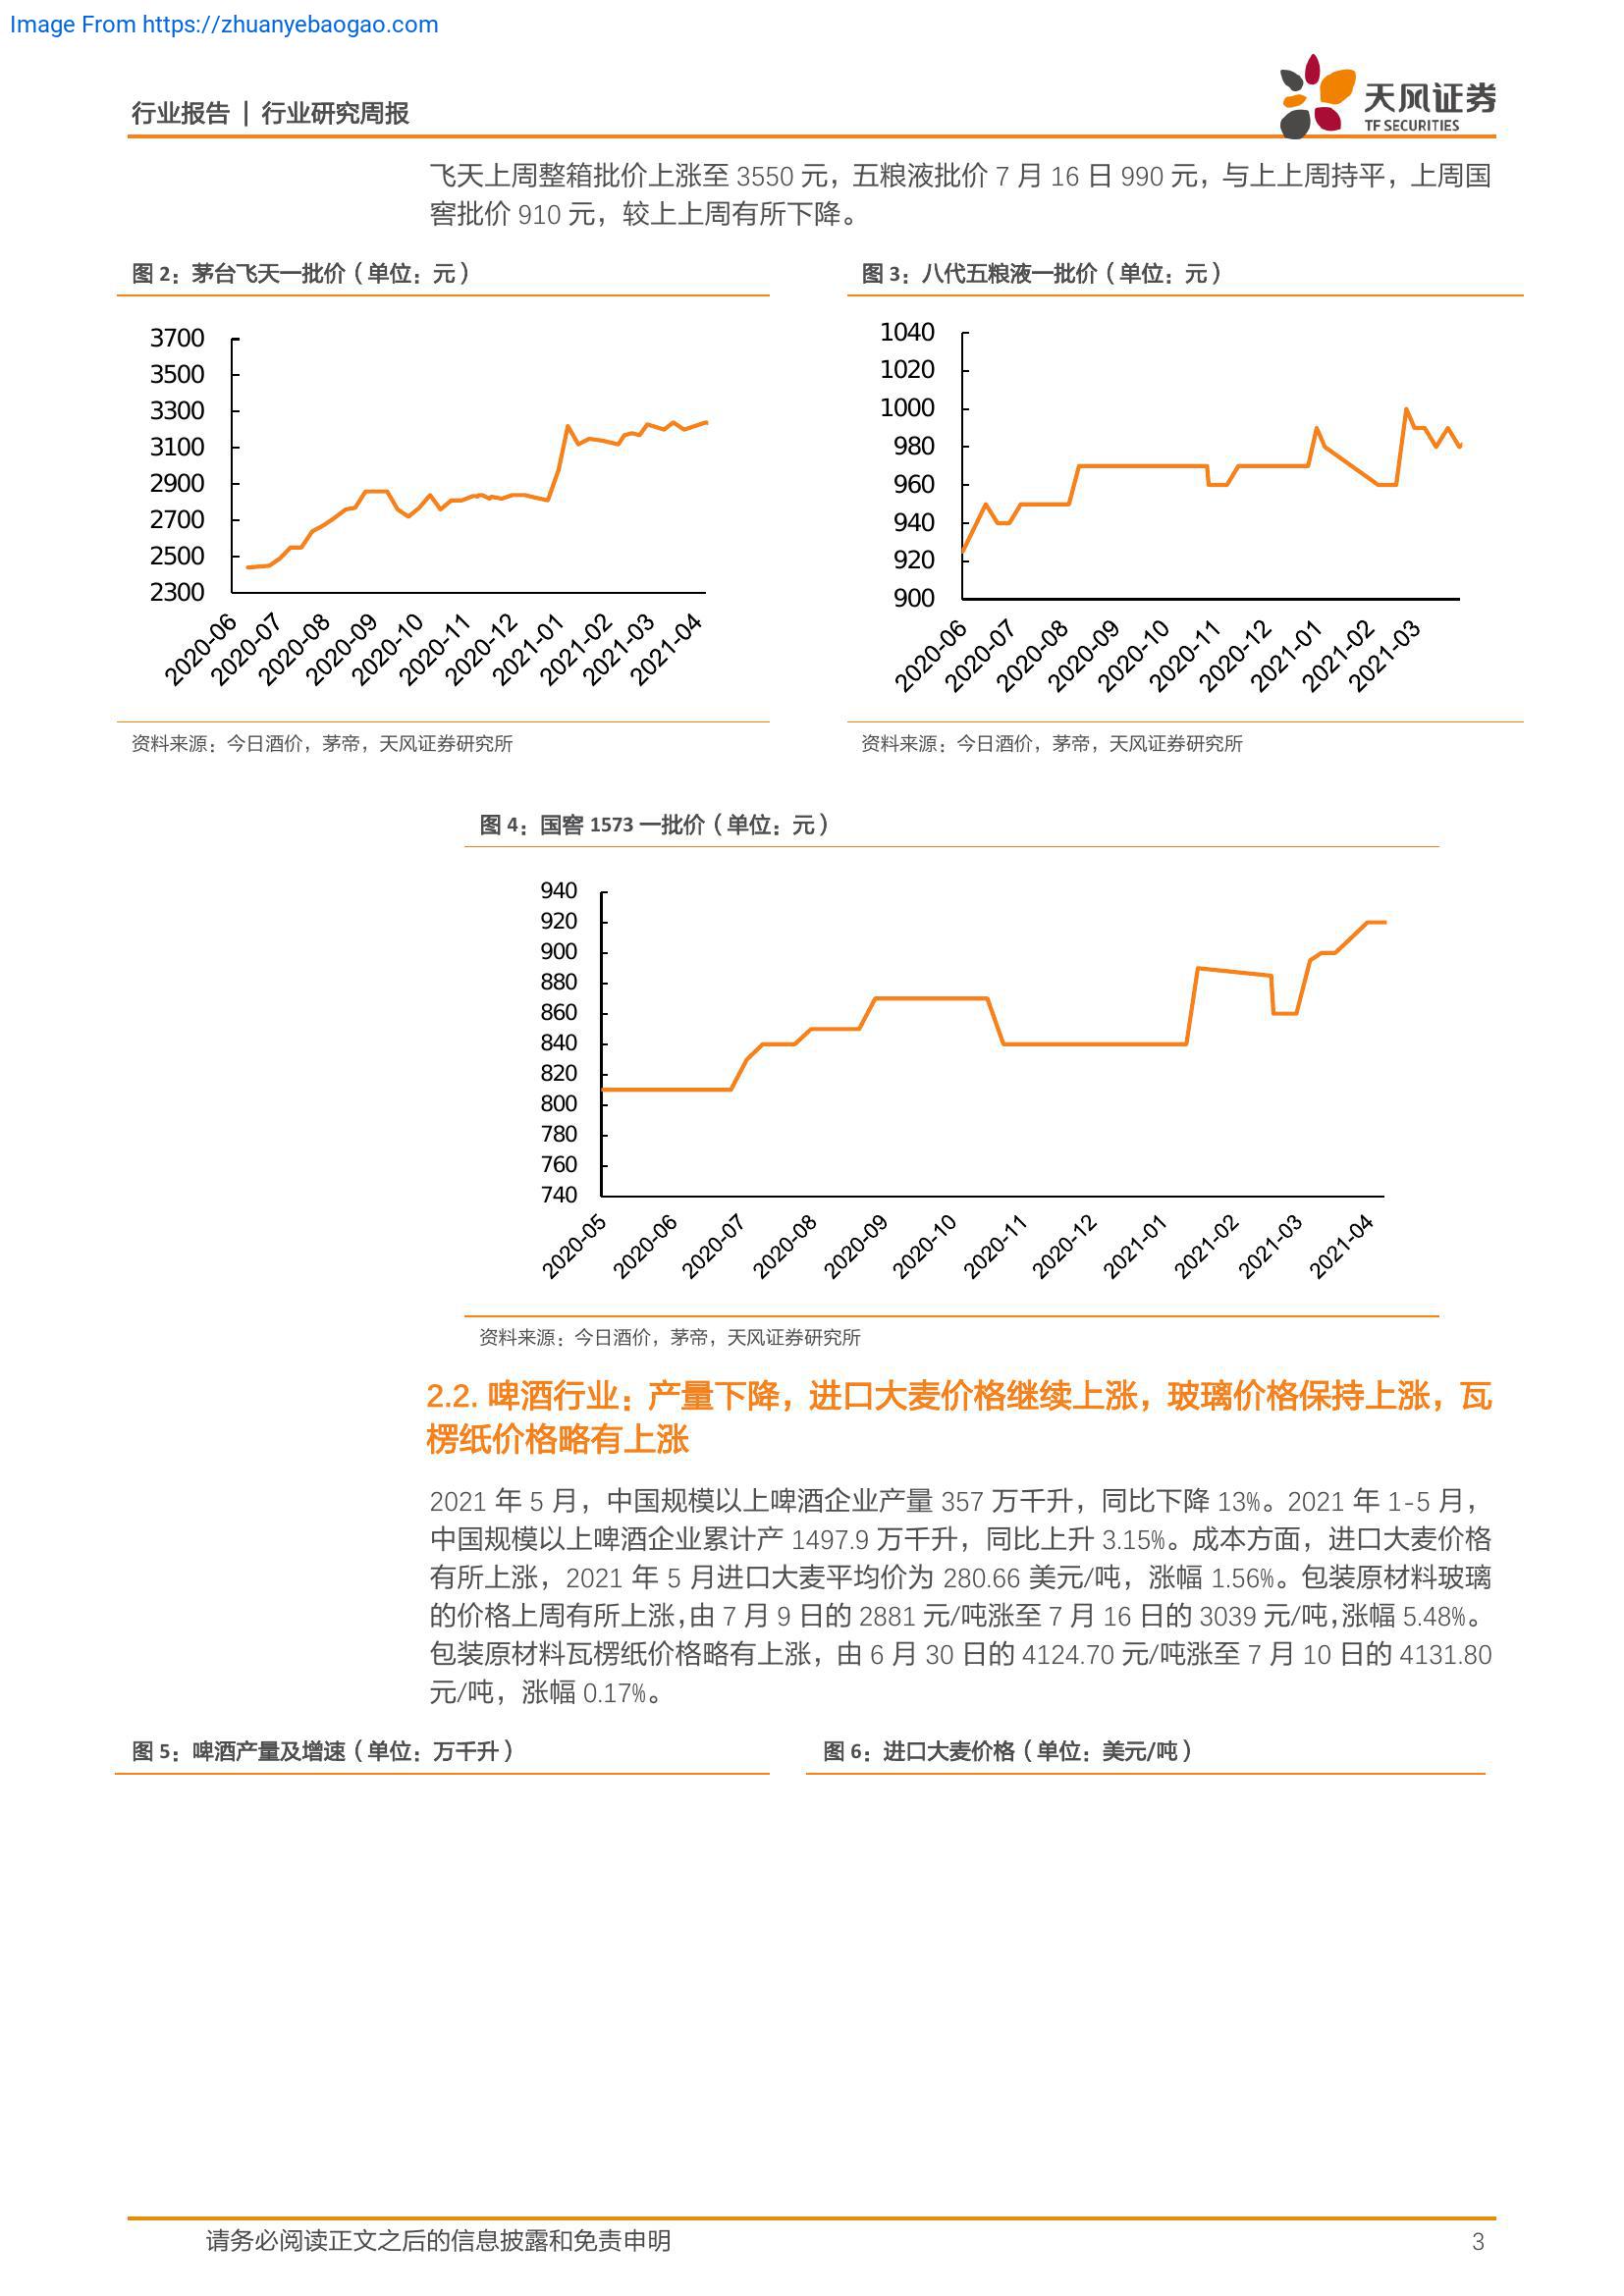 Image From https://zhuanyebaogao.com
行业报告 | 行业研究周报
天风证券
TF SECURITIES
飞天上周整箱批价上涨至 3550 元，五粮液批价 7 月 16 日 990 元，与上上周持平，上周国
窖批价 910 元，较上上周有所下降。
图 2：茅台飞天一批价（单位：元）
3700
3500
3300
3100
2900
2700
2500
2300
2020-06
2020-07
2020-08
2020-09
2020-10
2020-11
2020-12
2021-01
2021-02
2021-03
2021-04
资料来源：今日酒价，茅帝，天风证券研究所
图 3：八代五粮液一批价（单位：元）
1040
1020
1000
980
960
940
920
900
2020-06
2020-07
2020-08
2020-09
2020-10
2020-11
2020-12
2021-01
2021-02
2021-03
资料来源：今日酒价，茅帝，天风证券研究所
图 4：国窖 1573 一批价（单位：元）
940
920
900
880
860
840
820
800
780
760
740
2020-05
2020-06
2020-07
2020-08
2020-09
2020-10
2020-11
2020-12
2021-01
2021-02
2021-03
2021-04
资料来源：今日酒价，茅帝，天风证券研究所
2.2. 啤酒行业：产量下降，进口大麦价格继续上涨，玻璃价格保持上涨，瓦
楞纸价格略有上涨
2021 年 5 月，中国规模以上啤酒企业产量 357 万千升，同比下降 13%。2021 年 1-5 月，
中国规模以上啤酒企业累计产 1497.9 万千升，同比上升 3.15%。成本方面，进口大麦价格
有所上涨，2021 年 5 月进口大麦平均价为 280.66 美元/吨，涨幅 1.56%。包装原材料玻璃
的价格上周有所上涨，由 7 月 9 日的 2881 元/吨涨至 7 月 16 日的 3039 元/吨，涨幅 5.48%。
包装原材料瓦楞纸价格略有上涨，由 6 月 30 日的 4124.70 元/吨涨至 7 月 10 日的 4131.80
元/吨，涨幅 0.17%。
图 5：啤酒产量及增速（单位：万千升）
图 6：进口大麦价格（单位：美元/吨）
请务必阅读正文之后的信息披露和免责申明
3